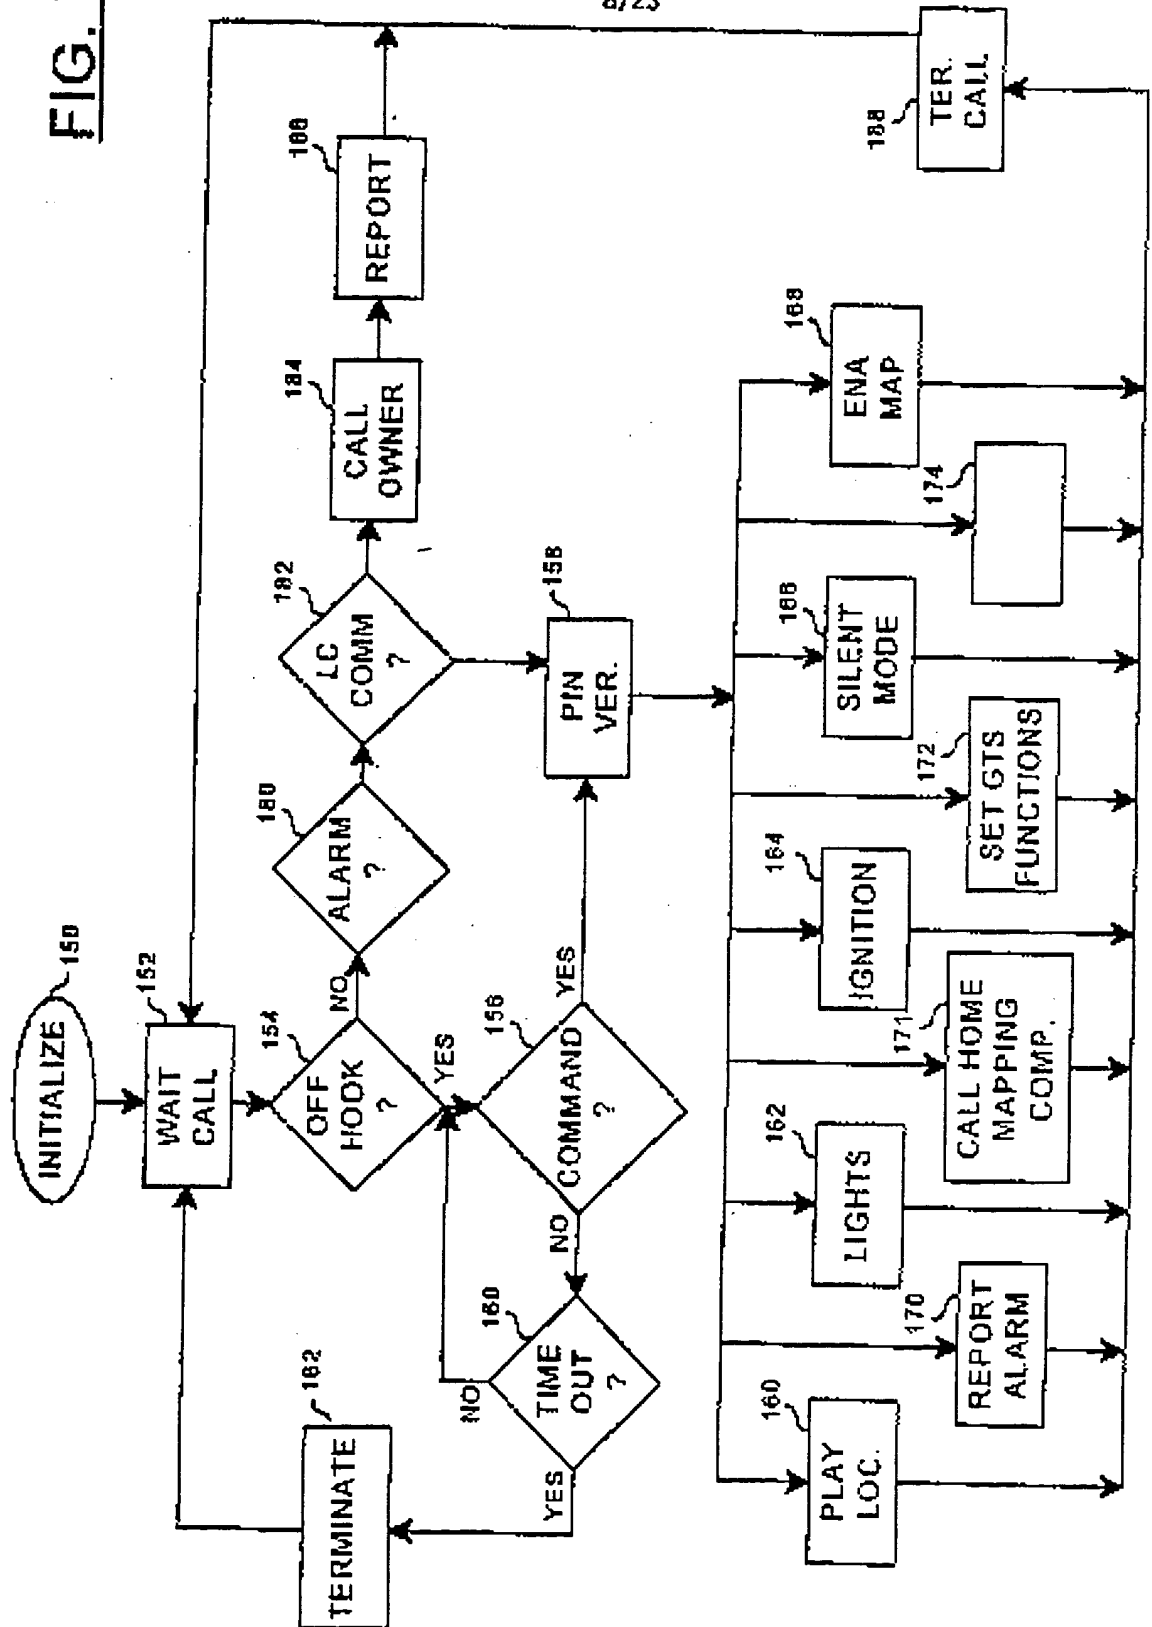 8/23
FIG.
INITIALIZE
150
152
WAIT
CALL
154
OFF
HOOK
?
NO
YES
180
ALARM
?
182
LC
COMM
?
184
CALL
OWNER
186
REPORT
156
COMMAND
?
YES
NO
158
PIN
VER.
160
TIME
OUT
?
NO
YES
162
TERMINATE
160
PLAY
LOC.
170
REPORT
ALARM
162
LIGHTS
171
CALL HOME
MAPPING
COMP.
164
IGNITION
172
SET GTS
FUNCTIONS
166
SILENT
MODE
174
168
ENA
MAP
188
TER.
CALL